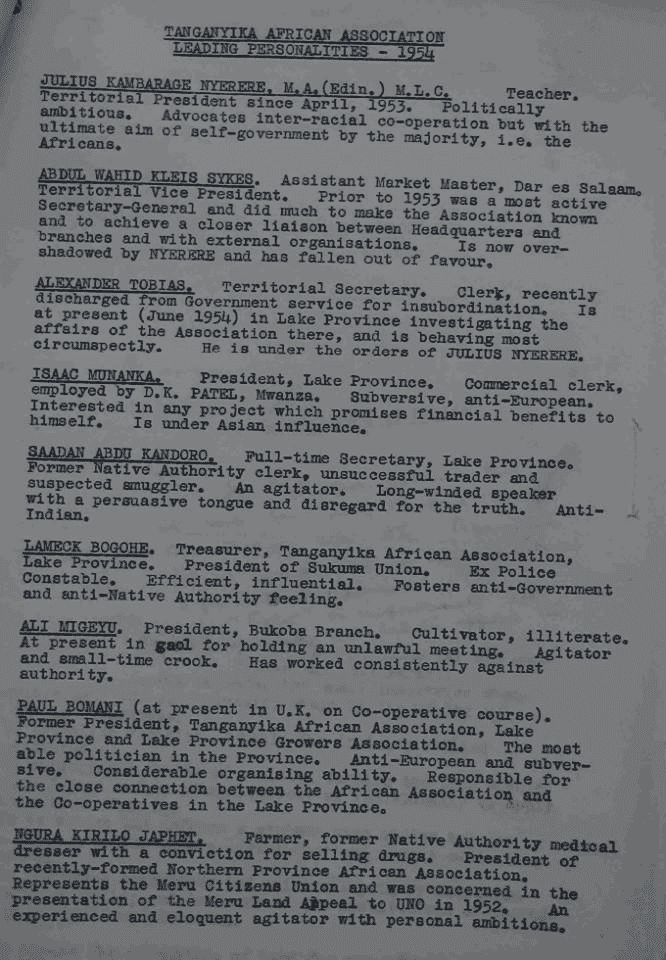 TANGANYIKA AFRICAN ASSOCIATION
LEADING PERSONALITIES - 1954
JULIUS KAMBARAGE NYERERE, M.A.(Edin.) M.L.C. Teacher.
Territorial President since April, 1953. Politically
ambitious. Advocates inter-racial co-operation but with the
ultimate aim of self-government by the majority, i.e. the
Africans.
ABDUL WAHID KLEIS SYKES. Assistant Market Master, Dar es Salaam.
Territorial Vice President. Prior to 1953 was a most active
Secretary-General and did much to make the Association known
and to achieve a closer liaison between Headquarters and
branches and with external organisations. Is now over-
shadowed by NYERERE and has fallen out of favour.
ALEXANDER TOBIAS. Territorial Secretary. Clerk, recently
discharged from Government service for insubordination. Is
at present (June 1954) in Lake Province investigating the
affairs of the Association there, and is behaving most
circumspectly. He is under the orders of JULIUS NYERERE.
ISAAC MUNANKA. President, Lake Province. Commercial clerk,
employed by D.K. PATEL, Mwanza. Subversive, anti-European.
Interested in any project which promises financial benefits to
himself. Is under Asian influence.
SAADAN ABDU KANDORO. Full-time Secretary, Lake Province.
Former Native Authority clerk, unsuccessful trader and
suspected smuggler. An agitator. Long-winded speaker
with a persuasive tongue and disregard for the truth. Anti-
Indian.
LAMECK BOGOHE. Treasurer, Tanganyika African Association,
Lake Province. President of Sukuma Union. Ex Police
Constable. Efficient, influential. Fosters anti-Government
and anti-Native Authority feeling.
ALI MIGEYU. President, Bukoba Branch. Cultivator, illiterate.
At present in gaol for holding an unlawful meeting. Agitator
and small-time crook. Has worked consistently against
authority.
PAUL BOMANI (at present in U.K. on Co-operative course).
Former President, Tanganyika African Association, Lake
Province and Lake Province Growers Association. The most
able politician in the Province. Anti-European and subver-
sive. Considerable organising ability. Responsible for
the close connection between the African Association and
the Co-operatives in the Lake Province.
NGURA KIRILO JAPHET. Farmer, former Native Authority medical
dresser with a conviction for selling drugs. President of
recently-formed Northern Province African Association.
Represents the Meru Citizens Union and was concerned in the
presentation of the Meru Land Appeal to UNO in 1952. An
experienced and eloquent agitator with personal ambitions.